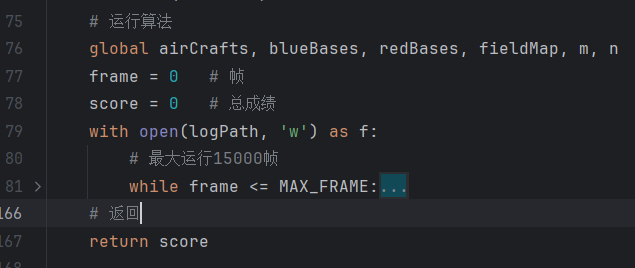 75 # 运行算法
76 global airCrafts, blueBases, redBases, fieldMap, m, n
77 frame = 0 # 帧
78 score = 0 # 总成绩
79 with open(logPath, 'w') as f:
80 # 最大运行15000帧
81 while frame <= MAX_FRAME:...
166 # 返回
167 return score
168